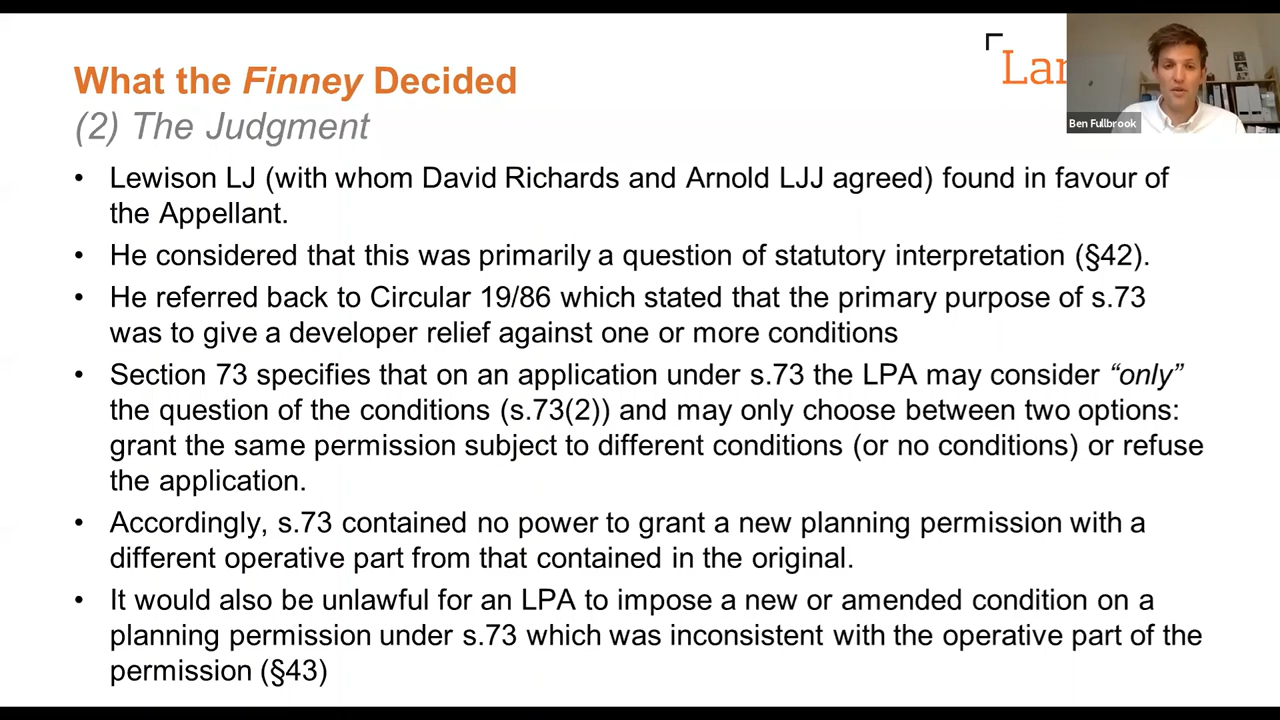 What the Finney Decided
(2) The Judgment
Lar
Ben Fullbrook
• Lewison LJ (with whom David Richards and Arnold LJJ agreed) found in favour of
the Appellant.
• He considered that this was primarily a question of statutory interpretation (§42).
• He referred back to Circular 19/86 which stated that the primary purpose of s.73
was to give a developer relief against one or more conditions
• Section 73 specifies that on an application under s.73 the LPA may consider “only”
the question of the conditions (s.73(2)) and may only choose between two options:
grant the same permission subject to different conditions (or no conditions) or refuse
the application.
• Accordingly, s.73 contained no power to grant a new planning permission with a
different operative part from that contained in the original.
• It would also be unlawful for an LPA to impose a new or amended condition on a
planning permission under s.73 which was inconsistent with the operative part of the
permission (§43)